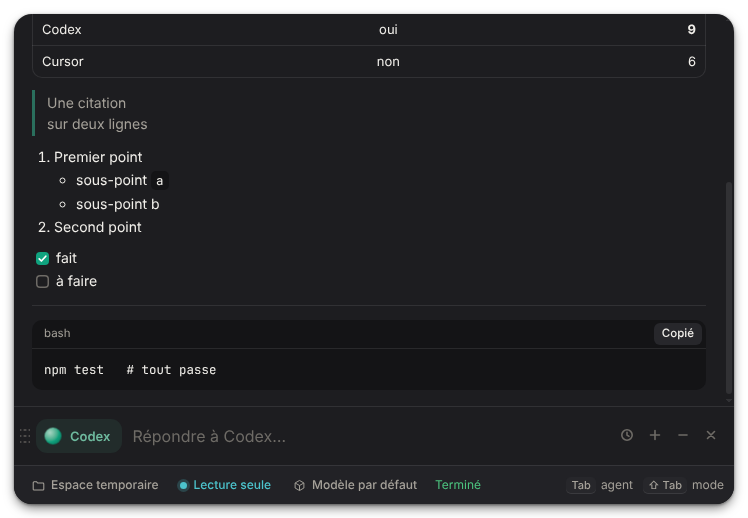 Codex oui 9
Cursor non 6
Une citation
sur deux lignes
1. Premier point
sous-point a
sous-point b
2. Second point
fait
à faire
bash Copié
npm test # tout passe
Codex Répondre à Codex...
Espace temporaire Lecture seule Modèle par défaut Terminé Tab agent ⇧ Tab mode